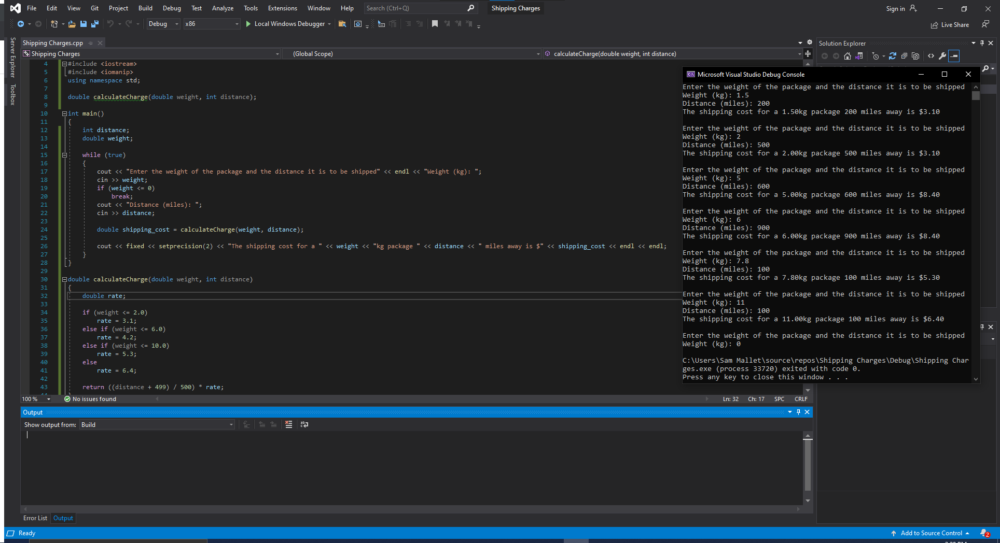 File Edit View Git Project Build Debug Test Analyze Tools Extensions Window Help Search (Ctrl+Q) Shipping Charges Sign in
Debug x86 Local Windows Debugger Live Share
Server Explorer
Toolbox
Shipping Charges.cpp
Shipping Charges (Global Scope) calculateCharge(double weight, int distance)
4 #include <iostream>
5 #include <iomanip>
6 using namespace std;
7
8 double calculateCharge(double weight, int distance);
9
10 int main()
11 {
12 int distance;
13 double weight;
14
15 while (true)
16 {
17 cout << "Enter the weight of the package and the distance it is to be shipped" << endl << "Weight (kg): ";
18 cin >> weight;
19 if (weight <= 0)
20 break;
21 cout << "Distance (miles): ";
22 cin >> distance;
23
24 double shipping_cost = calculateCharge(weight, distance);
25
26 cout << fixed << setprecision(2) << "The shipping cost for a " << weight << "kg package " << distance << " miles away is $" << shipping_cost << endl << endl;
27 }
28 }
29
30 double calculateCharge(double weight, int distance)
31 {
32 double rate;
33
34 if (weight <= 2.0)
35 rate = 3.1;
36 else if (weight <= 6.0)
37 rate = 4.2;
38 else if (weight <= 10.0)
39 rate = 5.3;
40 else
41 rate = 6.4;
42
43 return ((distance + 499) / 500) * rate;
100 % No issues found Ln: 32 Ch: 17 SPC CRLF
Output
Show output from: Build
Error List Output
Solution Explorer
Microsoft Visual Studio Debug Console
Enter the weight of the package and the distance it is to be shipped
Weight (kg): 1.5
Distance (miles): 200
The shipping cost for a 1.50kg package 200 miles away is $3.10
Enter the weight of the package and the distance it is to be shipped
Weight (kg): 2
Distance (miles): 500
The shipping cost for a 2.00kg package 500 miles away is $3.10
Enter the weight of the package and the distance it is to be shipped
Weight (kg): 5
Distance (miles): 600
The shipping cost for a 5.00kg package 600 miles away is $8.40
Enter the weight of the package and the distance it is to be shipped
Weight (kg): 6
Distance (miles): 900
The shipping cost for a 6.00kg package 900 miles away is $8.40
Enter the weight of the package and the distance it is to be shipped
Weight (kg): 7.8
Distance (miles): 100
The shipping cost for a 7.80kg package 100 miles away is $5.30
Enter the weight of the package and the distance it is to be shipped
Weight (kg): 11
Distance (miles): 100
The shipping cost for a 11.00kg package 100 miles away is $6.40
Enter the weight of the package and the distance it is to be shipped
Weight (kg): 0
C:\Users\Sam Mallet\source\repos\Shipping Charges\Debug\Shipping Char
ges.exe (process 33720) exited with code 0.
Press any key to close this window . . .
Ready Add to Source Control 2